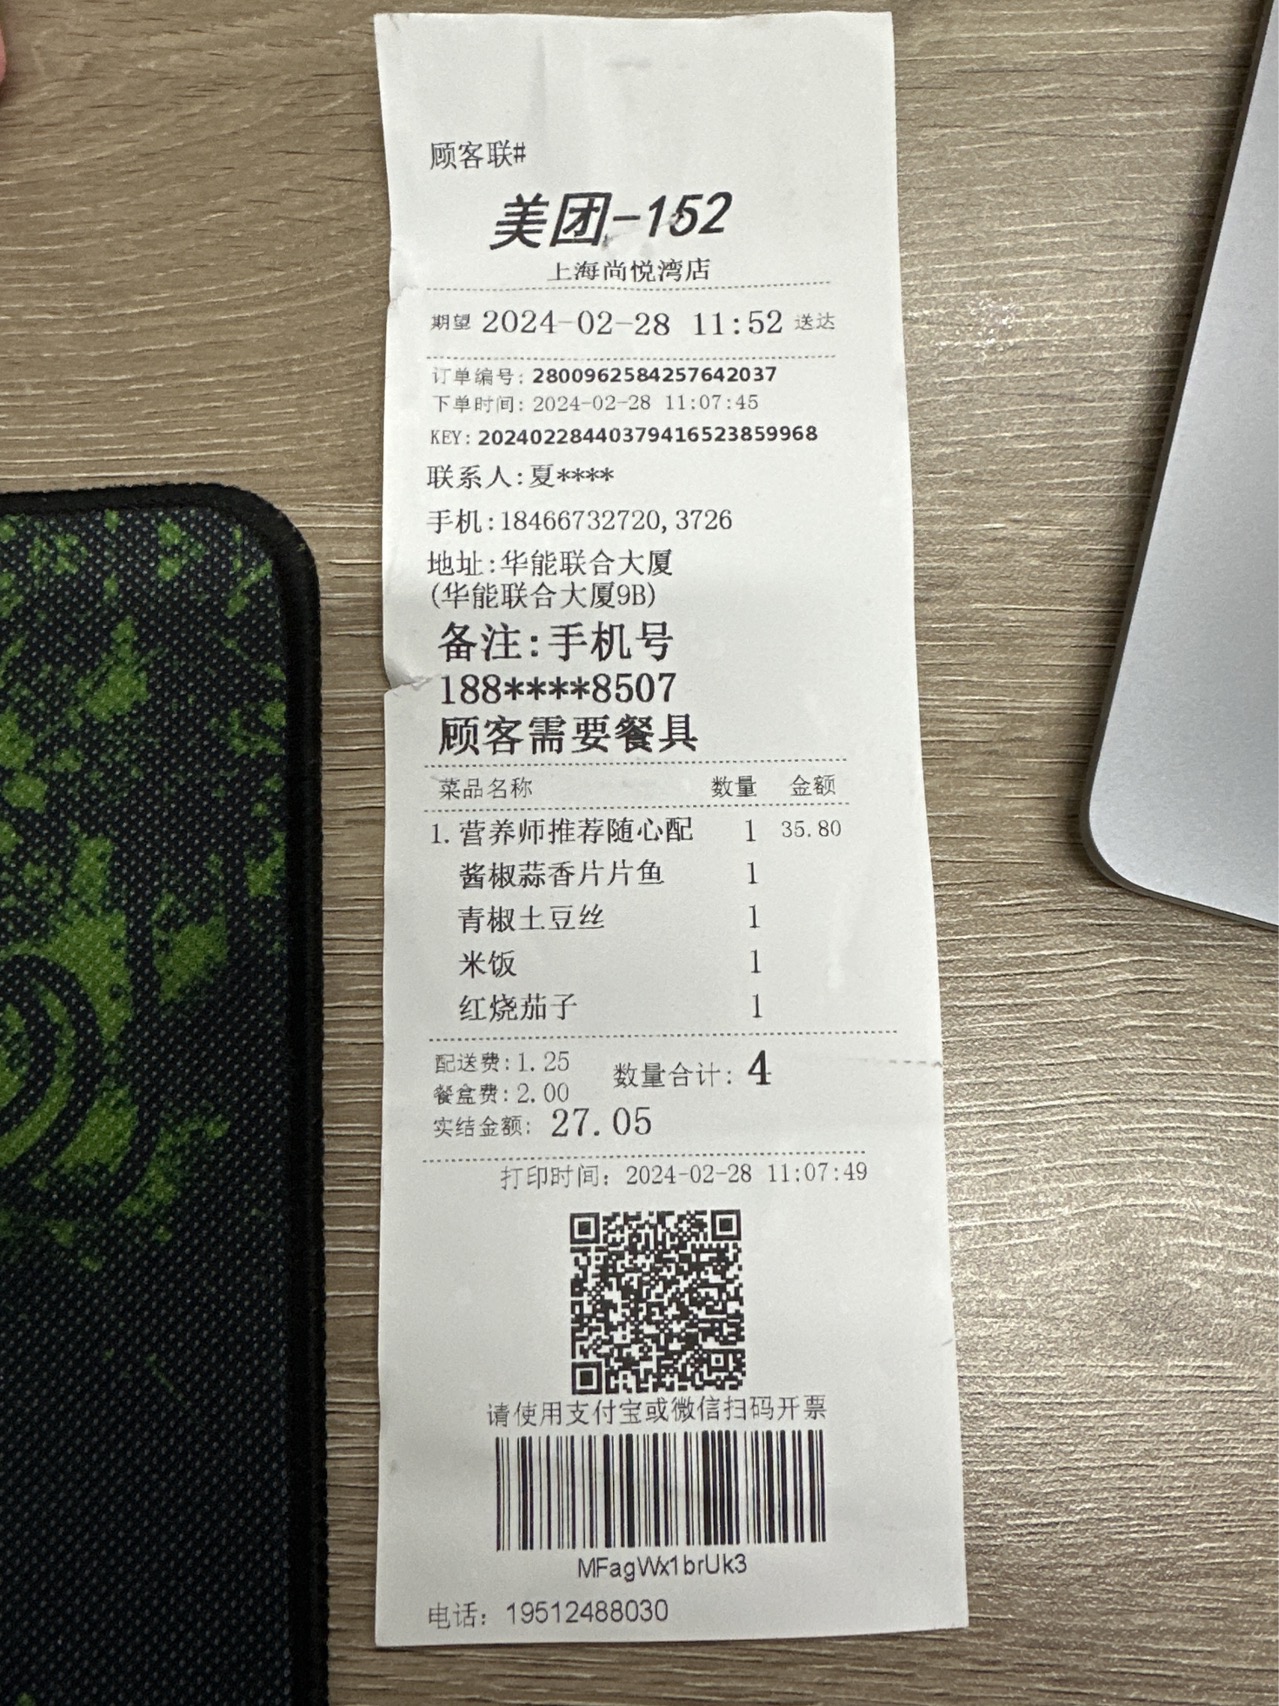 顾客联#
美团-152
上海尚悦湾店
期望 2024-02-28 11:52 送达
订单编号: 2800962584257642037
下单时间: 2024-02-28 11:07:45
KEY: 20240228440379416523859968
联系人:夏****
手机:18466732720,3726
地址:华能联合大厦
(华能联合大厦9B)
备注:手机号
188****8507
顾客需要餐具
菜品名称 数量 金额
1.营养师推荐随心配 1 35.80
酱椒蒜香片片鱼 1
青椒土豆丝 1
米饭 1
红烧茄子 1
配送费:1.25
餐盒费:2.00
数量合计: 4
实结金额: 27.05
打印时间: 2024-02-28 11:07:49
请使用支付宝或微信扫码开票
MFagWx1brUk3
电话: 19512488030